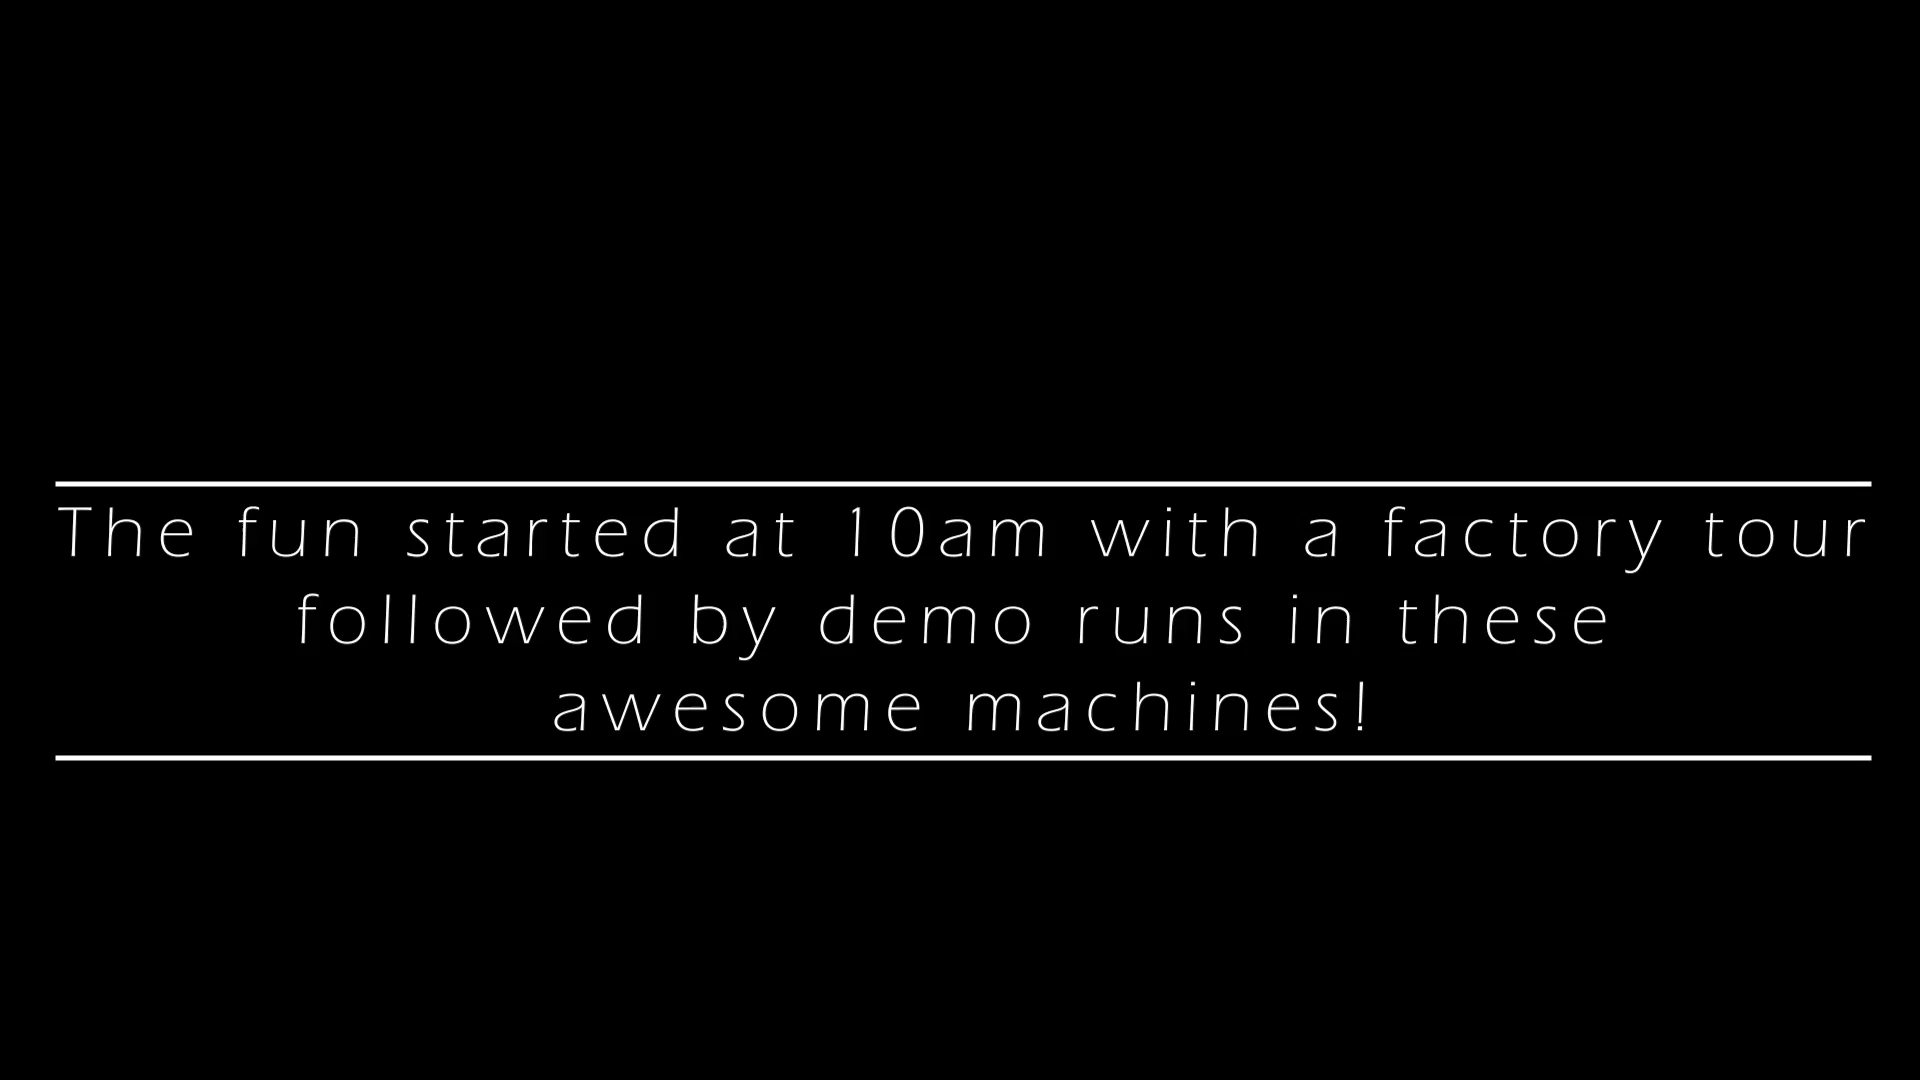 The fun started at 10am with a factory tour
followed by demo runs in these
awesome machines!